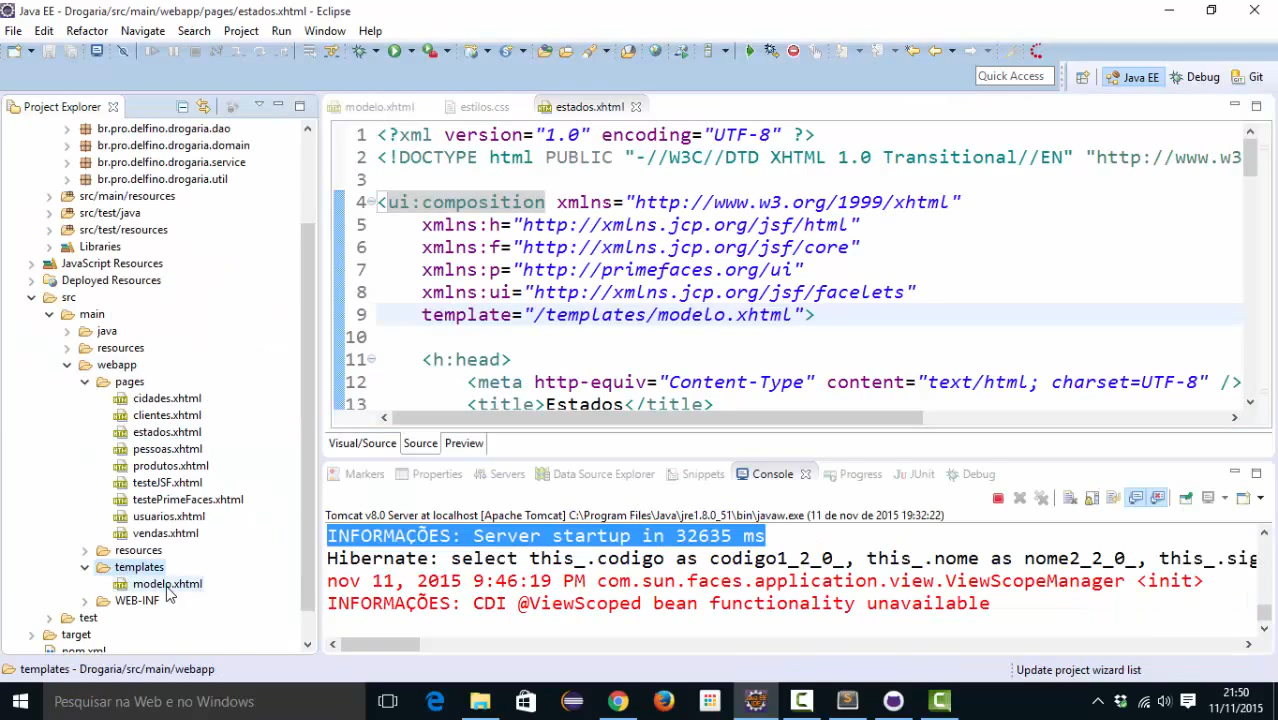 Java EE - Drogaria/src/main/webapp/pages/estados.xhtml - Eclipse
File Edit Refactor Navigate Search Project Run Window Help
Quick Access
Java EE
Debug
Git
Project Explorer
br.pro.delfino.drogaria.dao
br.pro.delfino.drogaria.domain
br.pro.delfino.drogaria.service
br.pro.delfino.drogaria.util
src/main/resources
src/test/java
src/test/resources
Libraries
JavaScript Resources
Deployed Resources
src
main
java
resources
webapp
pages
cidades.xhtml
clientes.xhtml
estados.xhtml
pessoas.xhtml
produtos.xhtml
testeJSF.xhtml
testePrimeFaces.xhtml
usuarios.xhtml
vendas.xhtml
resources
templates
modelo.xhtml
WEB-INF
test
target
pom.xml
modelo.xhtml estilos.css estados.xhtml
1 <?xml version="1.0" encoding="UTF-8" ?>
2 <!DOCTYPE html PUBLIC "-//W3C//DTD XHTML 1.0 Transitional//EN" "http://www.w3
3
4 <ui:composition xmlns="http://www.w3.org/1999/xhtml"
5 xmlns:h="http://xmlns.jcp.org/jsf/html"
6 xmlns:f="http://xmlns.jcp.org/jsf/core"
7 xmlns:p="http://primefaces.org/ui"
8 xmlns:ui="http://xmlns.jcp.org/jsf/facelets"
9 template="/templates/modelo.xhtml">
10
11 <h:head>
12 <meta http-equiv="Content-Type" content="text/html; charset=UTF-8" />
13 <title>Estados</title>
Visual/Source Source Preview
Markers Properties Servers Data Source Explorer Snippets Console Progress JUnit Debug
Tomcat v8.0 Server at localhost [Apache Tomcat] C:\Program Files\Java\jre1.8.0_51\bin\javaw.exe (11 de nov de 2015 19:32:22)
INFORMAÇÕES: Server startup in 32635 ms
Hibernate: select this_.codigo as codigo1_2_0_, this_.nome as nome2_2_0_, this_.sig
nov 11, 2015 9:46:19 PM com.sun.faces.application.view.ViewScopeManager <init>
INFORMAÇÕES: CDI @ViewScoped bean functionality unavailable
templates - Drogaria/src/main/webapp
Update project wizard list
Pesquisar na Web e no Windows
21:50
11/11/2015